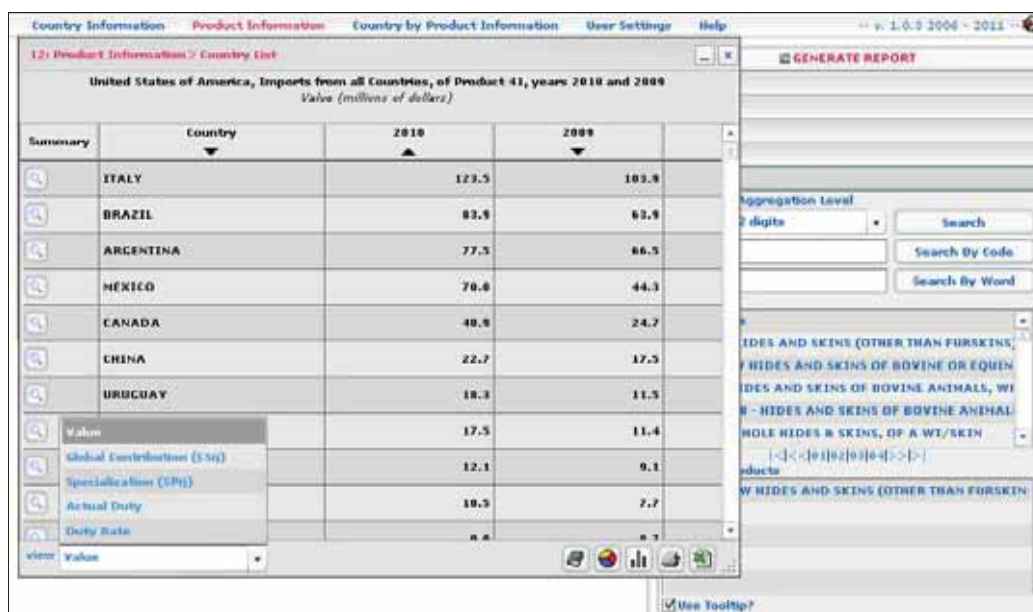 Country Information Product Information Country by Product Information User Settings Help -- v. 1.0.3 2006 - 2011 --
12: Product Information > Country List
GENERATE REPORT
United States of America, Imports from all Countries, of Product 41, years 2010 and 2009
Value (millions of dollars)
Summary Country 2010 2009
ITALY 123.5 103.9
BRAZIL 83.9 63.9
ARGENTINA 77.5 66.5
MEXICO 70.0 44.3
CANADA 40.9 24.7
CHINA 22.7 17.5
URUGUAY 18.3 11.5
17.5 11.4
12.1 9.1
10.5 7.7
Value
Global Contribution (SSij)
Specialization (SPij)
Actual Duty
Duty Rate
view Value
Aggregation Level
2 digits Search
Search By Code
Search By Word
IDES AND SKINS (OTHER THAN FURSKINS)
HIDES AND SKINS OF BOVINE OR EQUIN
IDES AND SKINS OF BOVINE ANIMALS, WE
- HIDES AND SKINS OF BOVINE ANIMAL
HOLE HIDES & SKINS, OF A WT/SKIN
|<|<<|01|02|03|04|>>|>|
oducts
W HIDES AND SKINS (OTHER THAN FURSKIN
Use Tooltip?